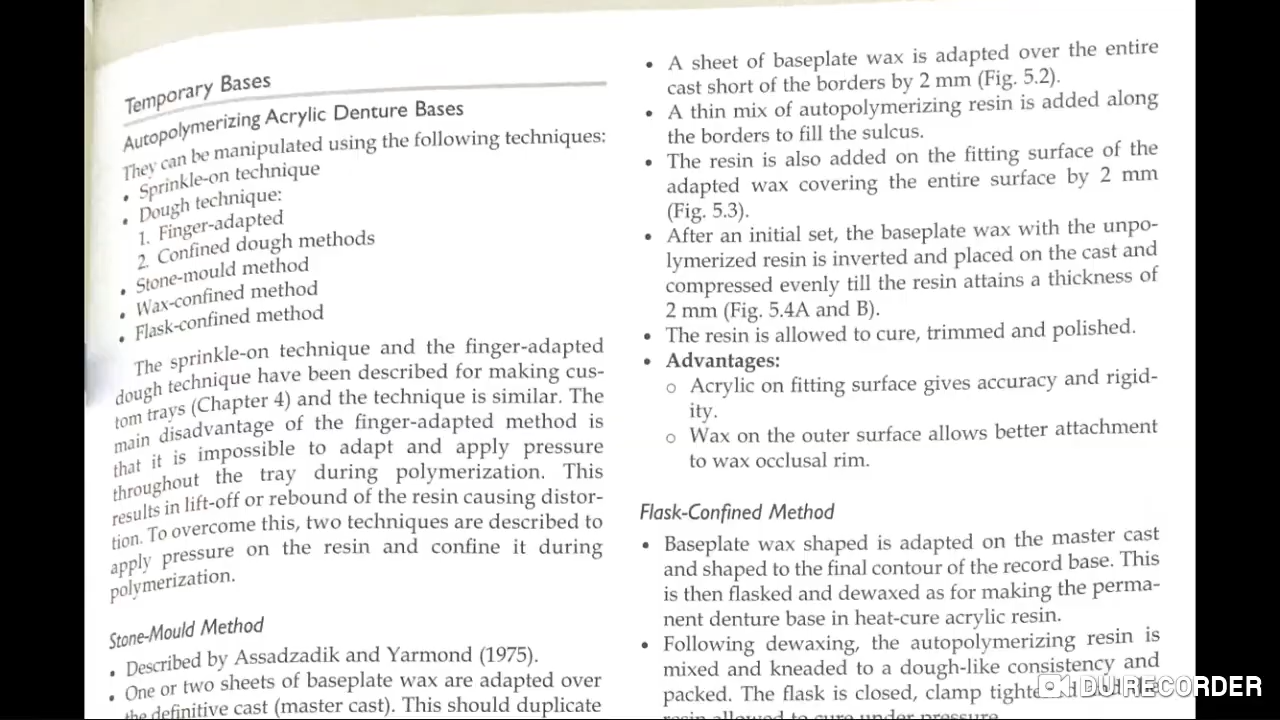 Temporary Bases
Autopolymerizing Acrylic Denture Bases
They can be manipulated using the following techniques:
• Sprinkle-on technique
• Dough technique:
1. Finger-adapted
2. Confined dough methods
• Stone-mould method
• Wax-confined method
• Flask-confined method
The sprinkle-on technique and the finger-adapted
dough technique have been described for making cus-
tom trays (Chapter 4) and the technique is similar. The
main disadvantage of the finger-adapted method is
that it is impossible to adapt and apply pressure
throughout the tray during polymerization. This
results in lift-off or rebound of the resin causing distor-
tion. To overcome this, two techniques are described to
apply pressure on the resin and confine it during
polymerization.
Stone-Mould Method
• Described by Assadzadik and Yarmond (1975).
• One or two sheets of baseplate wax are adapted over
the definitive cast (master cast). This should duplicate
• A sheet of baseplate wax is adapted over the entire
cast short of the borders by 2 mm (Fig. 5.2).
• A thin mix of autopolymerizing resin is added along
the borders to fill the sulcus.
• The resin is also added on the fitting surface of the
adapted wax covering the entire surface by 2 mm
(Fig. 5.3).
• After an initial set, the baseplate wax with the unpo-
lymerized resin is inverted and placed on the cast and
compressed evenly till the resin attains a thickness of
2 mm (Fig. 5.4A and B).
• The resin is allowed to cure, trimmed and polished.
• Advantages:
o Acrylic on fitting surface gives accuracy and rigid-
ity.
o Wax on the outer surface allows better attachment
to wax occlusal rim.
Flask-Confined Method
• Baseplate wax shaped is adapted on the master cast
and shaped to the final contour of the record base. This
is then flasked and dewaxed as for making the perma-
nent denture base in heat-cure acrylic resin.
• Following dewaxing, the autopolymerizing resin is
mixed and kneaded to a dough-like consistency and
packed. The flask is closed, clamp
resin allowed to cure under pressure.
DU RECORDER